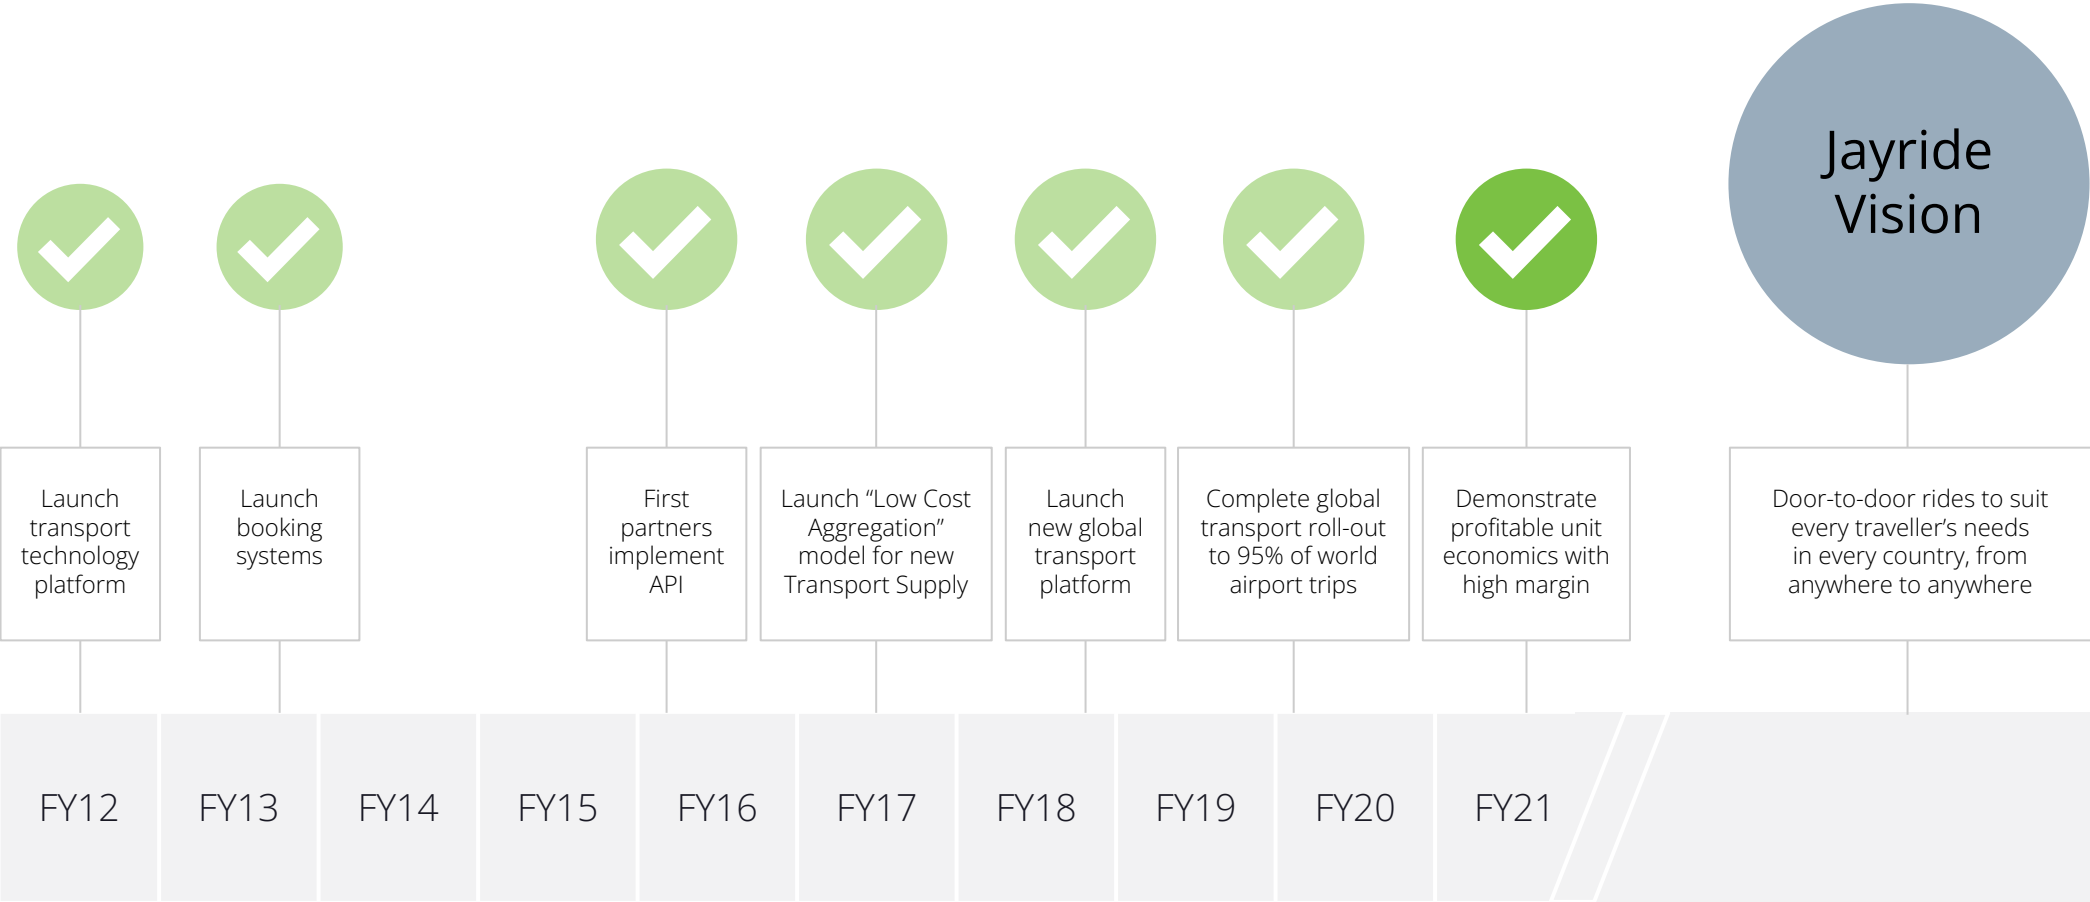 Jayride
Vision
Launch
transport
technology
platform
Launch
booking
systems
First
partners
implement
API
Launch “Low Cost
Aggregation”
model for new
Transport Supply
Launch
new global
transport
platform
Complete global
transport roll-out
to 95% of world
airport trips
Demonstrate
profitable unit
economics with
high margin
Door-to-door rides to suit
every traveller’s needs
in every country, from
anywhere to anywhere
FY12
FY13
FY14
FY15
FY16
FY17
FY18
FY19
FY20
FY21